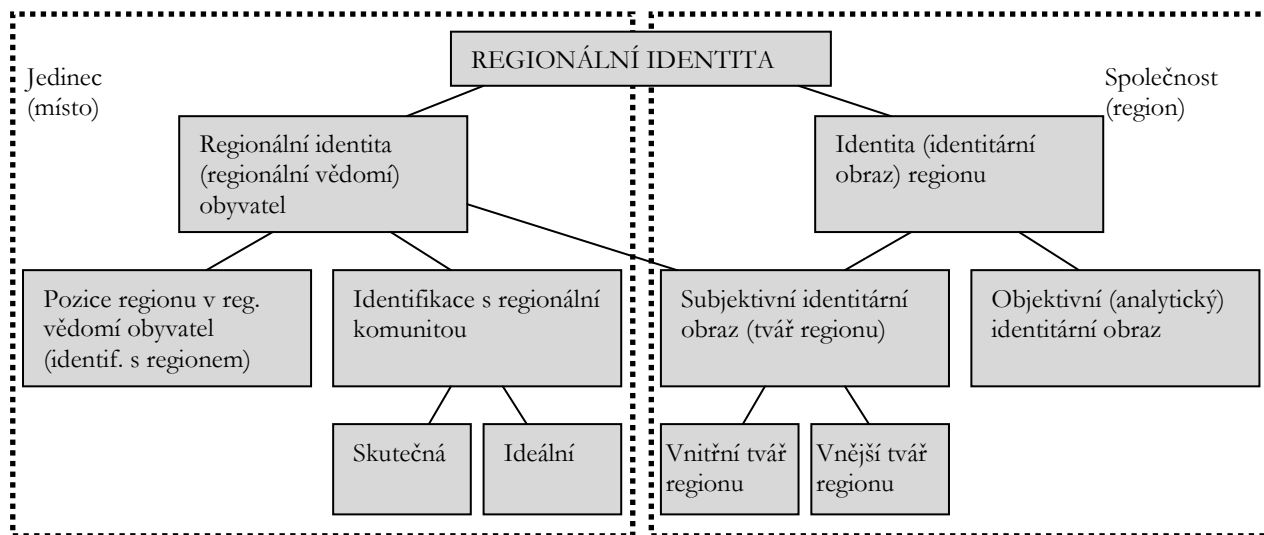 REGIONÁLNÍ IDENTITA
Jedinec
(místo)
Společnost
(region)
Regionální identita
(regionální vědomí)
obyvatel
Identita (identitární
obraz) regionu
Pozice regionu v reg.
vědomí obyvatel
(identif. s regionem)
Identifikace s regionální
komunitou
Subjektivní identitární
obraz (tvář regionu)
Objektivní (analytický)
identitární obraz
Skutečná
Ideální
Vnitřní tvář
regionu
Vnější tvář
regionu